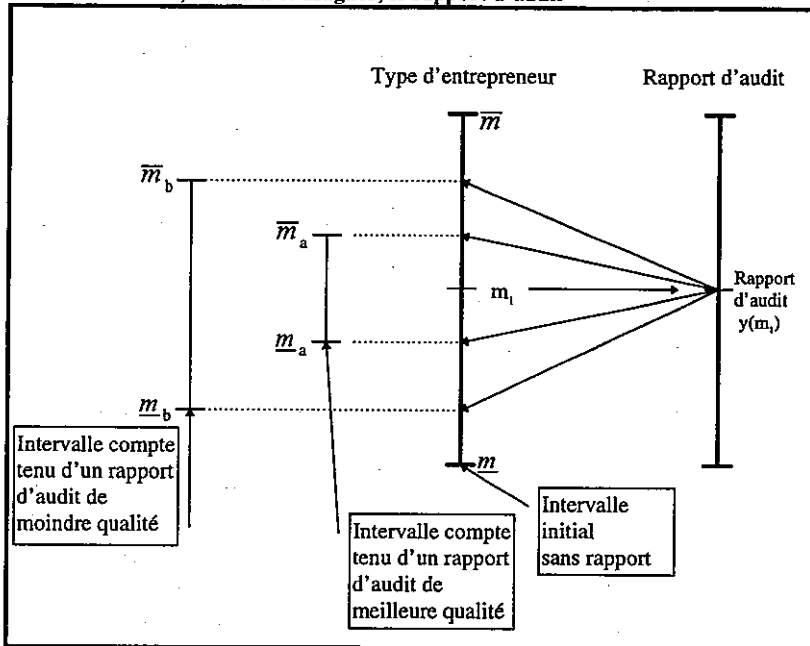 Type d'entrepreneur
Rapport d'audit
m̅
m̅ b
m̅ a
m₁
Rapport
d'audit
y(m₁)
m̲ a
m̲ b
m̲
Intervalle compte
tenu d'un rapport
d'audit de
moindre qualité
Intervalle compte
tenu d'un rapport
d'audit de
meilleure qualité
Intervalle
initial
sans rapport